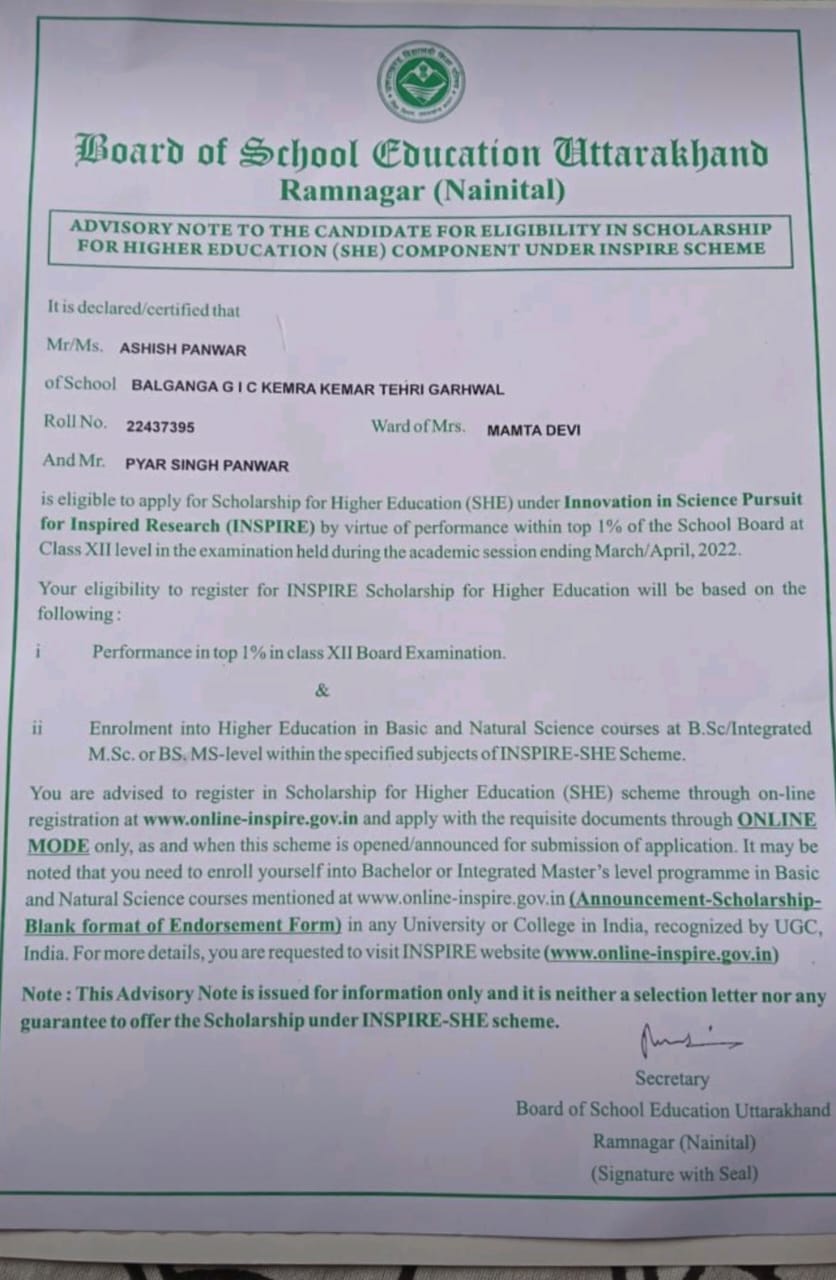 Board of School Education Uttarakhand
Ramnagar (Nainital)
ADVISORY NOTE TO THE CANDIDATE FOR ELIGIBILITY IN SCHOLARSHIP
FOR HIGHER EDUCATION (SHE) COMPONENT UNDER INSPIRE SCHEME
It is declared/certified that
Mr/Ms. ASHISH PANWAR
of School BALGANGA G I C KEMRA KEMAR TEHRI GARHWAL
Roll No. 22437395 Ward of Mrs. MAMTA DEVI
And Mr. PYAR SINGH PANWAR
is eligible to apply for Scholarship for Higher Education (SHE) under Innovation in Science Pursuit
for Inspired Research (INSPIRE) by virtue of performance within top 1% of the School Board at
Class XII level in the examination held during the academic session ending March/April, 2022.
Your eligibility to register for INSPIRE Scholarship for Higher Education will be based on the
following :
i Performance in top 1% in class XII Board Examination.
&
ii Enrolment into Higher Education in Basic and Natural Science courses at B.Sc/Integrated
M.Sc. or BS. MS-level within the specified subjects of INSPIRE-SHE Scheme.
You are advised to register in Scholarship for Higher Education (SHE) scheme through on-line
registration at www.online-inspire.gov.in and apply with the requisite documents through ONLINE
MODE only, as and when this scheme is opened/announced for submission of application. It may be
noted that you need to enroll yourself into Bachelor or Integrated Master's level programme in Basic
and Natural Science courses mentioned at www.online-inspire.gov.in (Announcement-Scholarship-
Blank format of Endorsement Form) in any University or College in India, recognized by UGC,
India. For more details, you are requested to visit INSPIRE website (www.online-inspire.gov.in)
Note : This Advisory Note is issued for information only and it is neither a selection letter nor any
guarantee to offer the Scholarship under INSPIRE-SHE scheme.
Secretary
Board of School Education Uttarakhand
Ramnagar (Nainital)
(Signature with Seal)